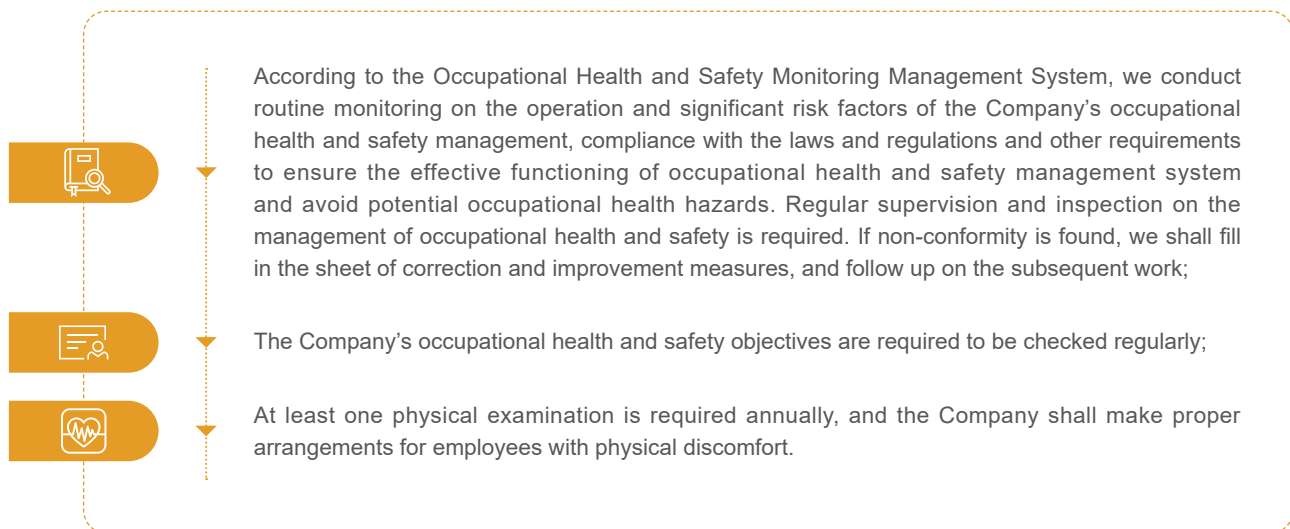 According to the Occupational Health and Safety Monitoring Management System, we conduct
routine monitoring on the operation and significant risk factors of the Company’s occupational
health and safety management, compliance with the laws and regulations and other requirements
to ensure the effective functioning of occupational health and safety management system
and avoid potential occupational health hazards. Regular supervision and inspection on the
management of occupational health and safety is required. If non-conformity is found, we shall fill
in the sheet of correction and improvement measures, and follow up on the subsequent work;
The Company’s occupational health and safety objectives are required to be checked regularly;
At least one physical examination is required annually, and the Company shall make proper
arrangements for employees with physical discomfort.